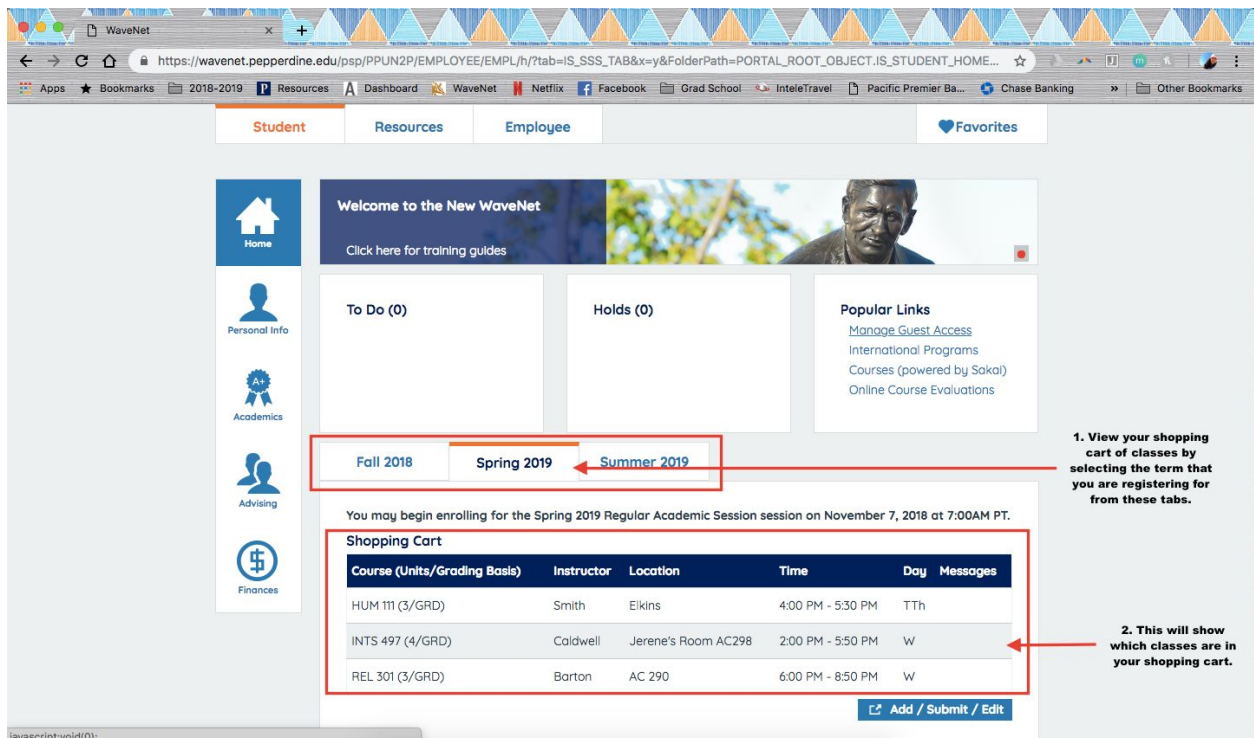 WaveNet
https://wavenet.pepperdine.edu/psp/PPUN2P/EMPLOYEE/EMPL/h/?tab=IS_SSS_TAB&x=y&FolderPath=PORTAL_ROOT_OBJECT.IS_STUDENT_HOME...
Apps Bookmarks 2018-2019 Resources Dashboard WaveNet Netflix Facebook Grad School InteleTravel Pacific Premier Ba... Chase Banking » Other Bookmarks
Student Resources Employee Favorites
Home
Personal Info
A+
Academics
Advising
$
Finances
Welcome to the New WaveNet
Click here for training guides
To Do (0)
Holds (0)
Popular Links
Manage Guest Access
International Programs
Courses (powered by Sakai)
Online Course Evaluations
Fall 2018 Spring 2019 Summer 2019
1. View your shopping
cart of classes by
selecting the term that
you are registering for
from these tabs.
You may begin enrolling for the Spring 2019 Regular Academic Session session on November 7, 2018 at 7:00AM PT.
Shopping Cart
Course (Units/Grading Basis) Instructor Location Time Day Messages
HUM 111 (3/GRD) Smith Elkins 4:00 PM - 5:30 PM TTh
INTS 497 (4/GRD) Caldwell Jerene's Room AC298 2:00 PM - 5:50 PM W
REL 301 (3/GRD) Barton AC 290 6:00 PM - 8:50 PM W
2. This will show
which classes are in
your shopping cart.
Add / Submit / Edit
javascript:void(0);